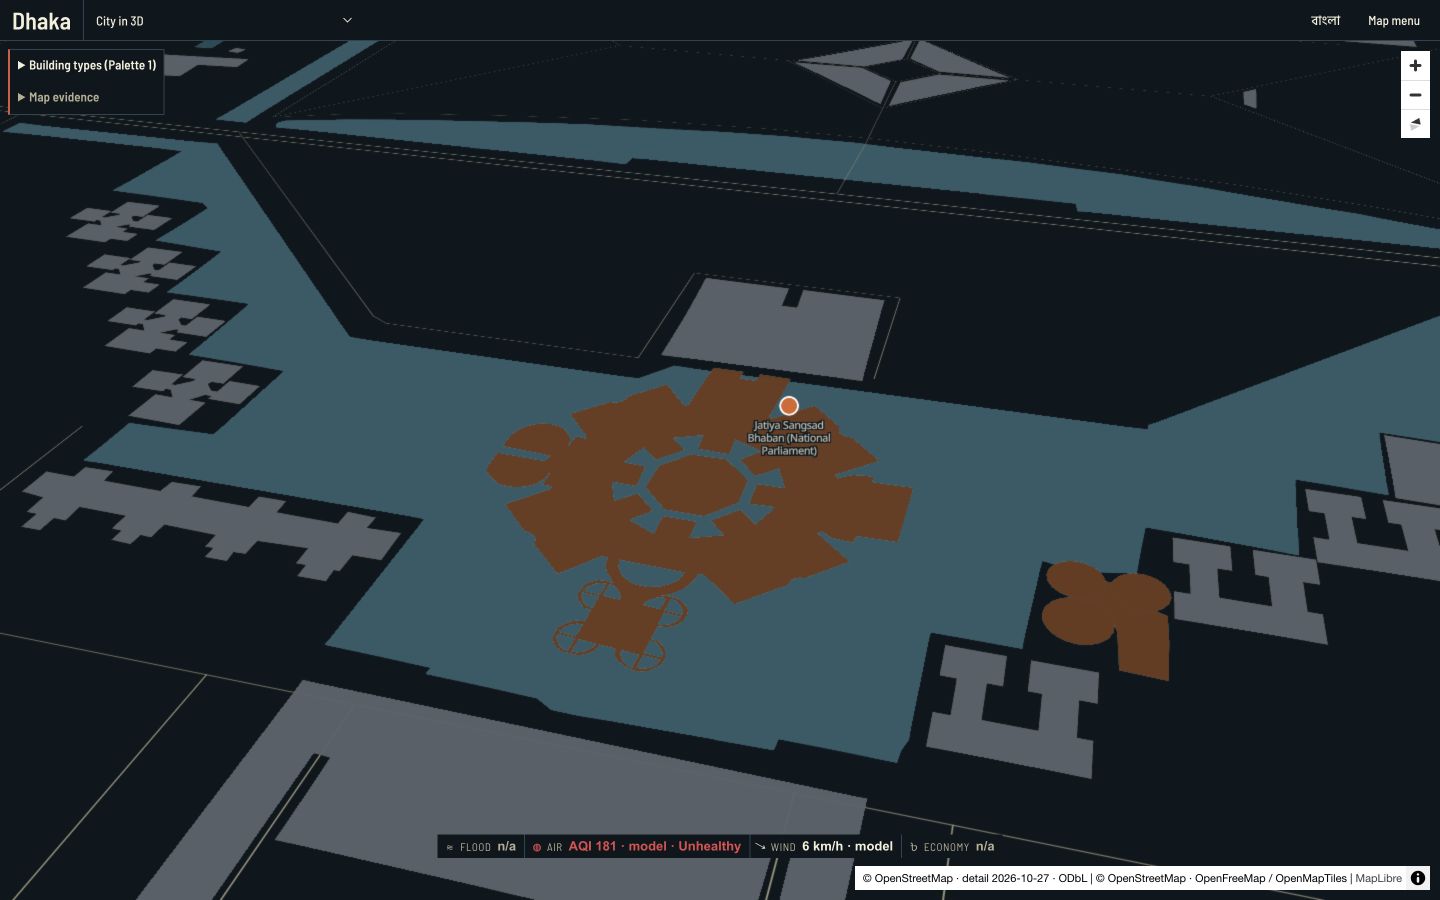 Dhaka
City in 3D
বাংলা
Map menu
Building types (Palette 1)
Map evidence
Jatiya Sangsad
Bhaban (National
Parliament)
≈ FLOOD n/a
AIR AQI 181 · model · Unhealthy
WIND 6 km/h · model
৳ ECONOMY n/a
© OpenStreetMap · detail 2026-10-27 · ODbL | © OpenStreetMap · OpenFreeMap / OpenMapTiles | MapLibre